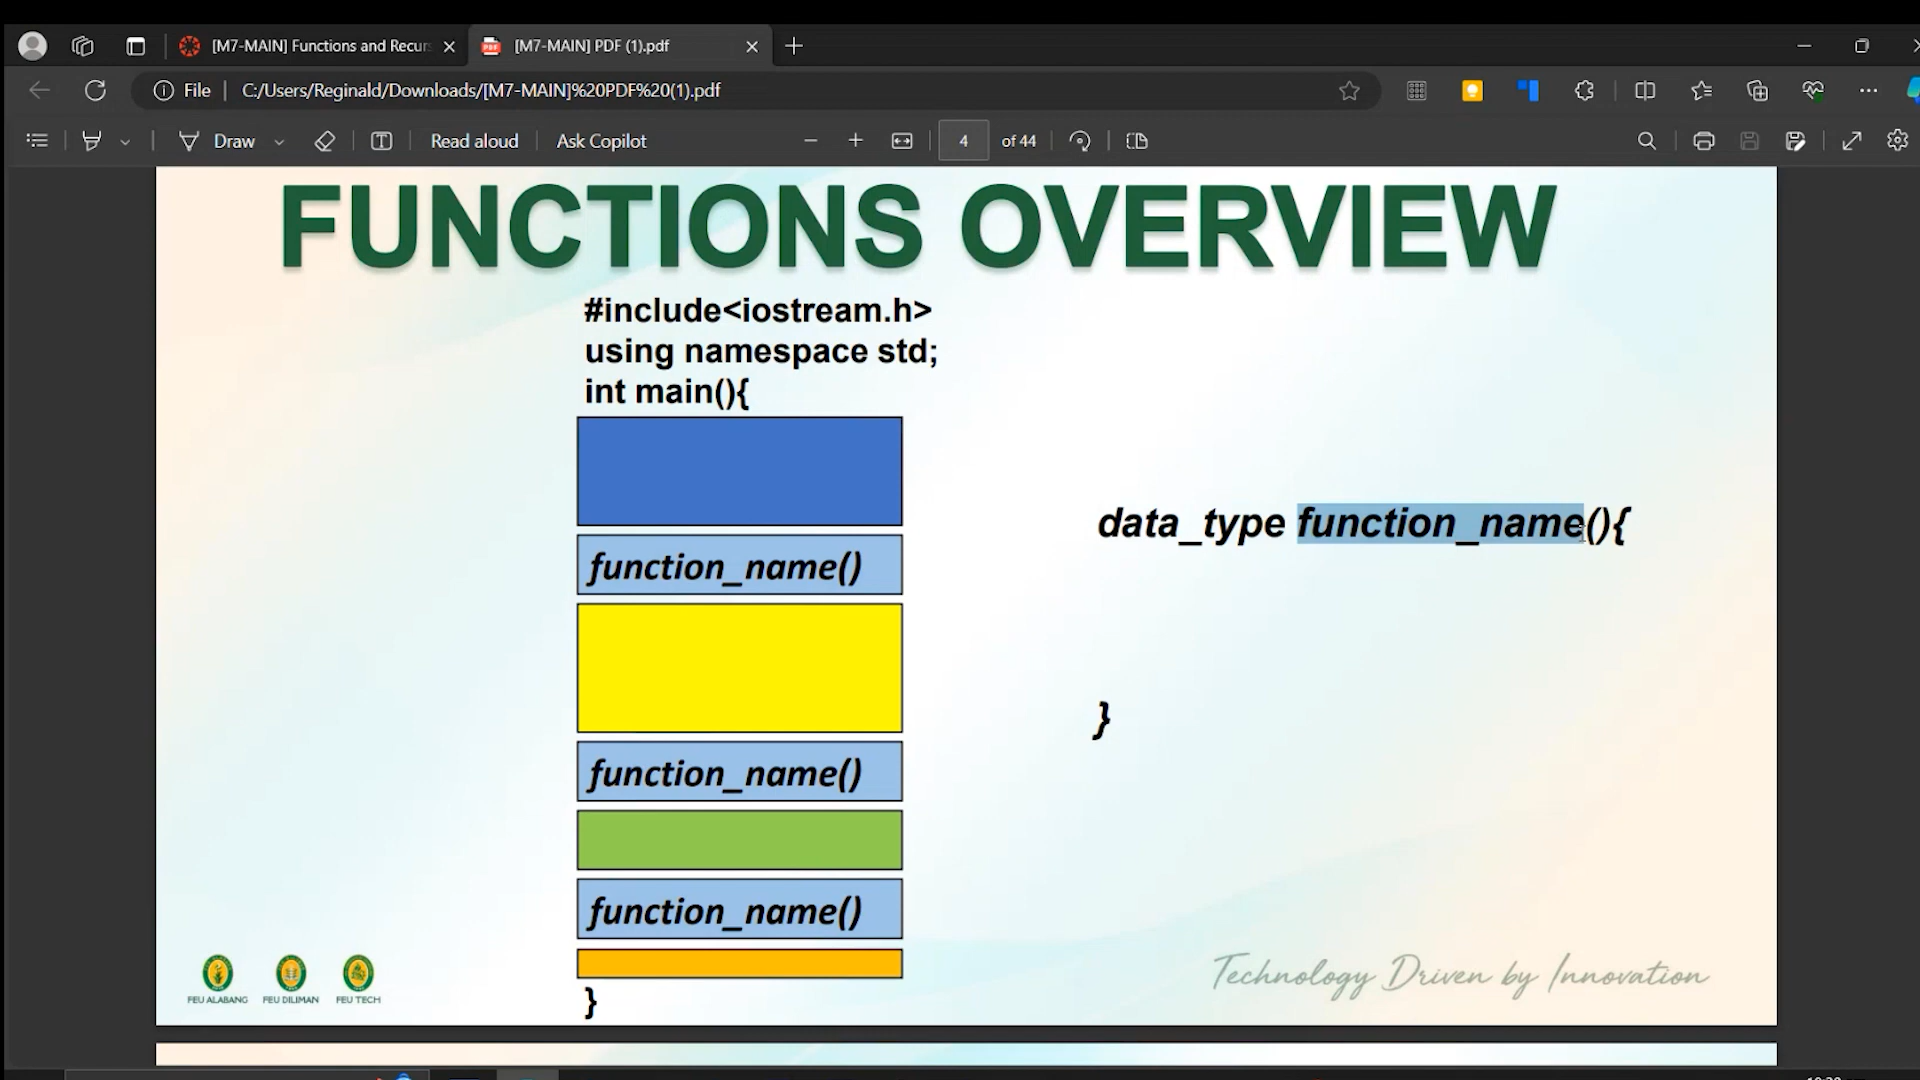 [M7-MAIN] Functions and Recur
[M7-MAIN] PDF (1).pdf
File
C:/Users/Reginald/Downloads/[M7-MAIN]%20PDF%20(1).pdf
Draw
Read aloud
Ask Copilot
4
of 44
FUNCTIONS OVERVIEW
#include<iostream.h>
using namespace std;
int main(){
function_name()
function_name()
function_name()
}
data_type function_name(){
}
FEU ALABANG
FEU DILIMAN
FEU TECH
Technology Driven by Innovation